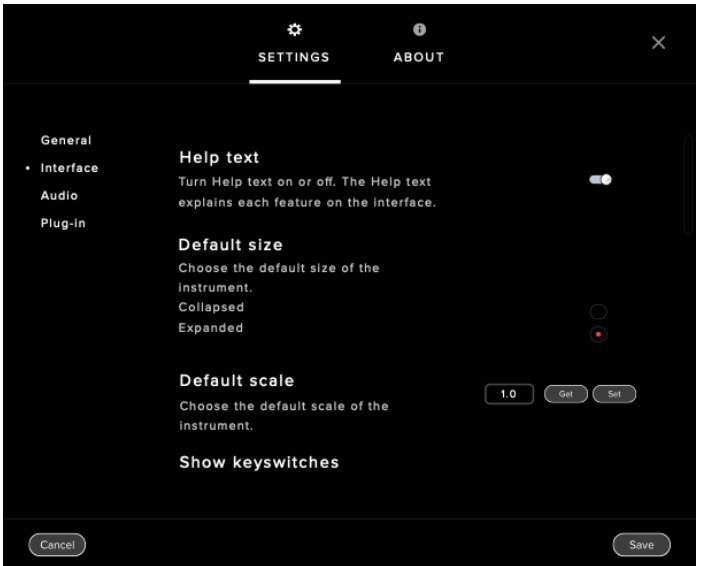 SETTINGS
ABOUT
General
Interface
Audio
Plug-in
Help text
Turn Help text on or off. The Help text
explains each feature on the interface.
Default size
Choose the default size of the
instrument.
Collapsed
Expanded
Default scale
Choose the default scale of the
instrument.
1.0
Get
Set
Show keyswitches
Cancel
Save